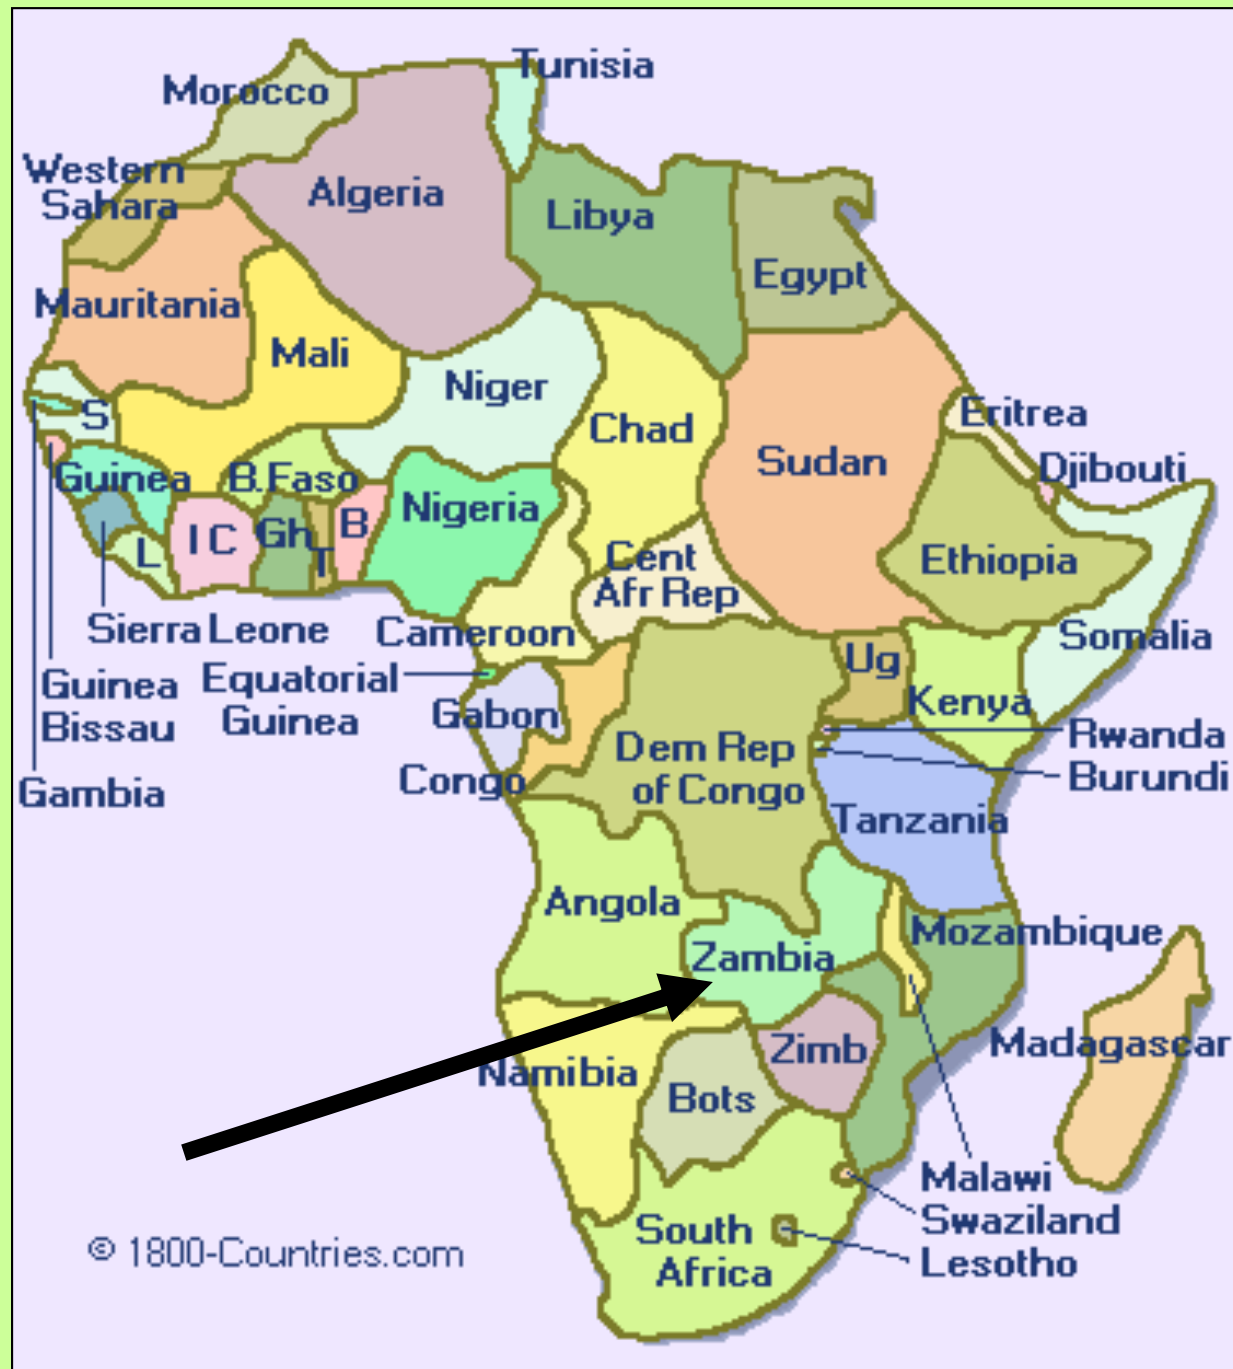 Tunisia
Morocco
Western
Sahara
Algeria
Libya
Egypt
Mauritania
Mali
Niger
Chad
Sudan
Eritrea
Djibouti
S
Guinea
B.Faso
Nigeria
I C
Gh
T
B
L
Cent
Afr Rep
Ethiopia
Somalia
Sierra Leone
Cameroon
Ug
Kenya
Guinea
Bissau
Equatorial
Guinea
Gabon
Rwanda
Burundi
Gambia
Congo
Dem Rep
of Congo
Tanzania
Angola
Zambia
Mozambique
Madagascar
Namibia
Zimb
Bots
Malawi
Swaziland
Lesotho
South
Africa
© 1800-Countries.com